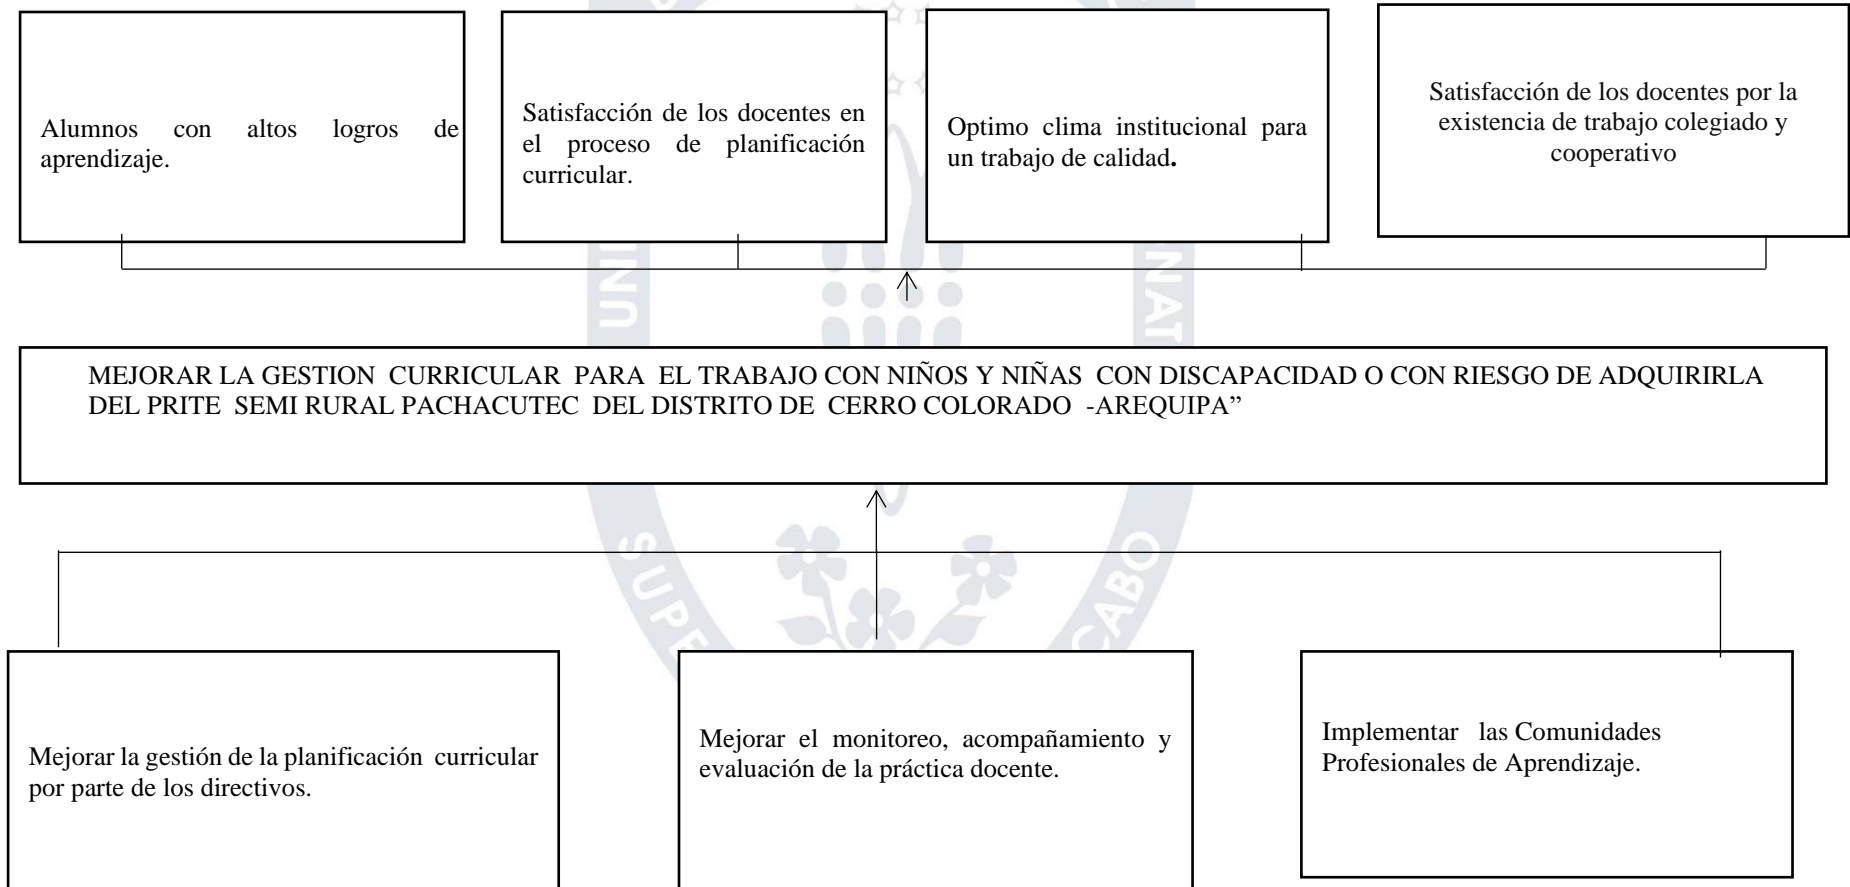 Alumnos con altos logros de
aprendizaje.
Satisfacción de los docentes en
el proceso de planificación
curricular.
Optimo clima institucional para
un trabajo de calidad.
Satisfacción de los docentes por la
existencia de trabajo colegiado y
cooperativo
UNI
NAT
MEJORAR LA GESTION CURRICULAR PARA EL TRABAJO CON NIÑOS Y NIÑAS CON DISCAPACIDAD O CON RIESGO DE ADQUIRIRLA
DEL PRITE SEMI RURAL PACHACUTEC DEL DISTRITO DE CERRO COLORADO -AREQUIPA”
SUPE
CABO
Mejorar la gestión de la planificación curricular
por parte de los directivos.
Mejorar el monitoreo, acompañamiento y
evaluación de la práctica docente.
Implementar las Comunidades
Profesionales de Aprendizaje.